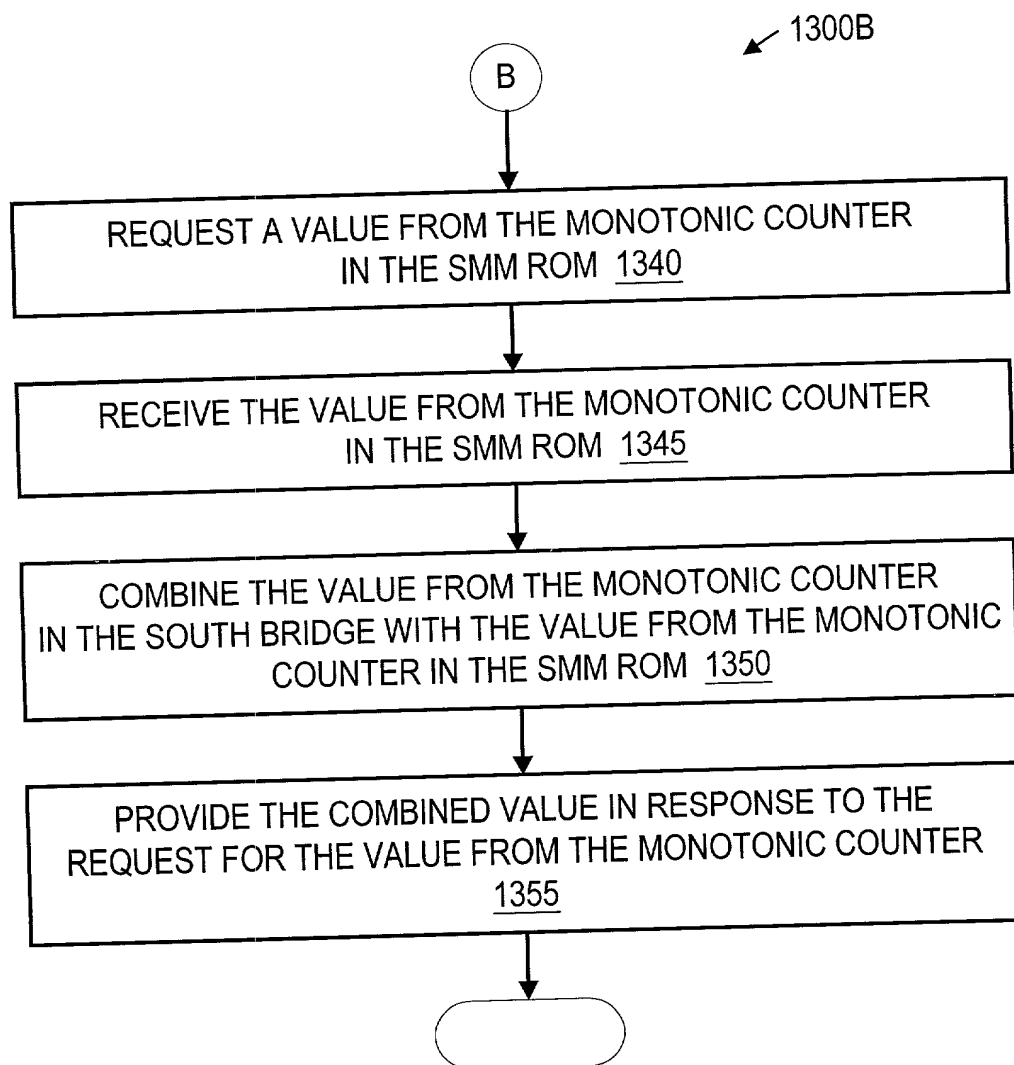 1300B
B
REQUEST A VALUE FROM THE MONOTONIC COUNTER
IN THE SMM ROM 1340
RECEIVE THE VALUE FROM THE MONOTONIC COUNTER
IN THE SMM ROM 1345
COMBINE THE VALUE FROM THE MONOTONIC COUNTER
IN THE SOUTH BRIDGE WITH THE VALUE FROM THE MONOTONIC
COUNTER IN THE SMM ROM 1350
PROVIDE THE COMBINED VALUE IN RESPONSE TO THE
REQUEST FOR THE VALUE FROM THE MONOTONIC COUNTER
1355